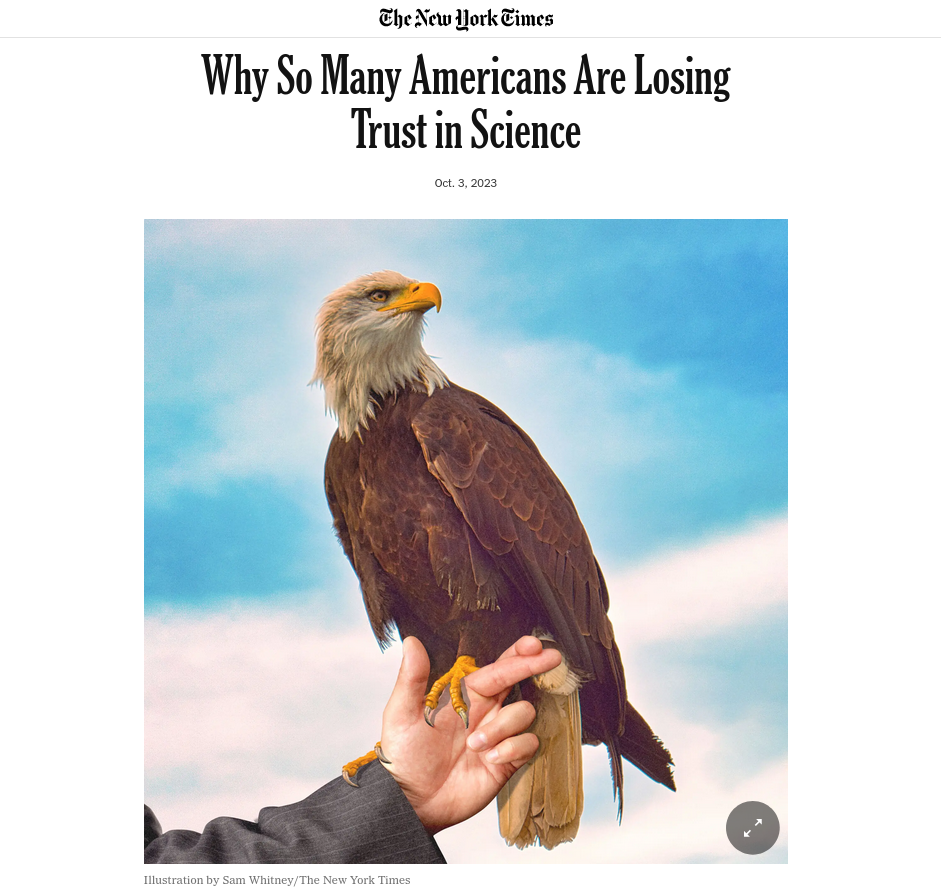 The New York Times
Why So Many Americans Are Losing
Trust in Science
Oct. 3, 2023
Illustration by Sam Whitney/The New York Times